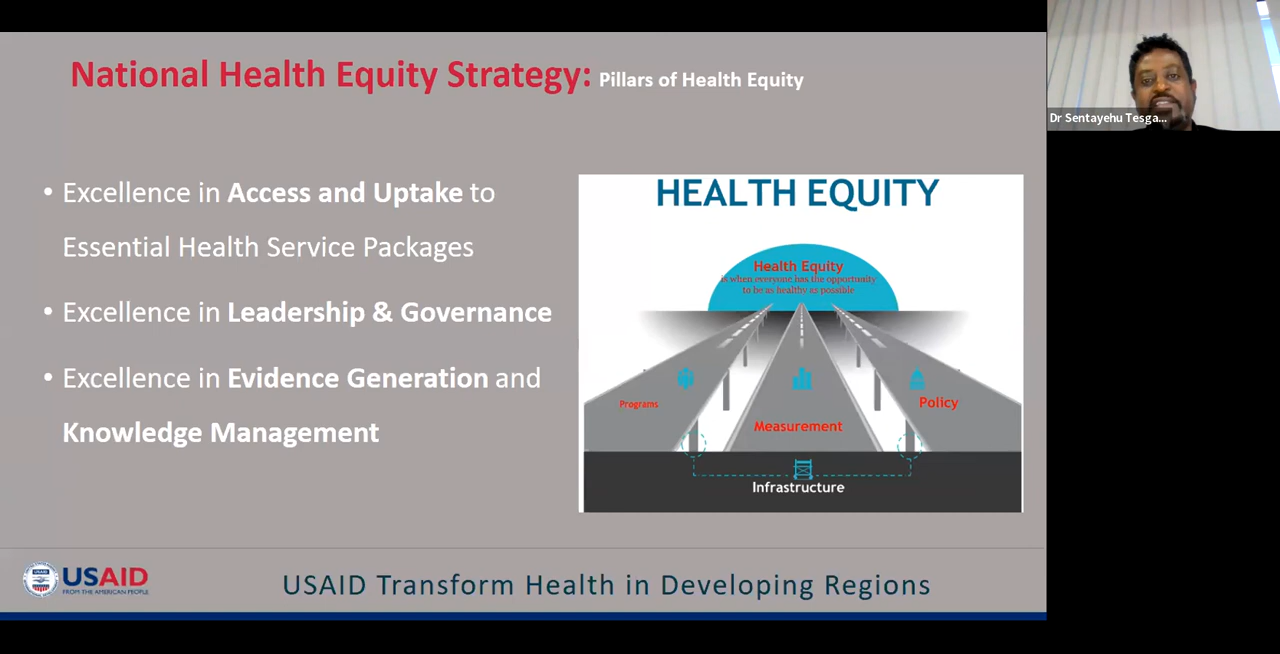 National Health Equity Strategy: Pillars of Health Equity
Dr Sentayehu Tesga...
• Excellence in Access and Uptake to
Essential Health Service Packages
• Excellence in Leadership & Governance
• Excellence in Evidence Generation and
Knowledge Management
HEALTH EQUITY
Health Equity
is when everyone has the opportunity
to be as healthy as possible
Programs
Measurement
Policy
Infrastructure
USAID
FROM THE AMERICAN PEOPLE
USAID Transform Health in Developing Regions